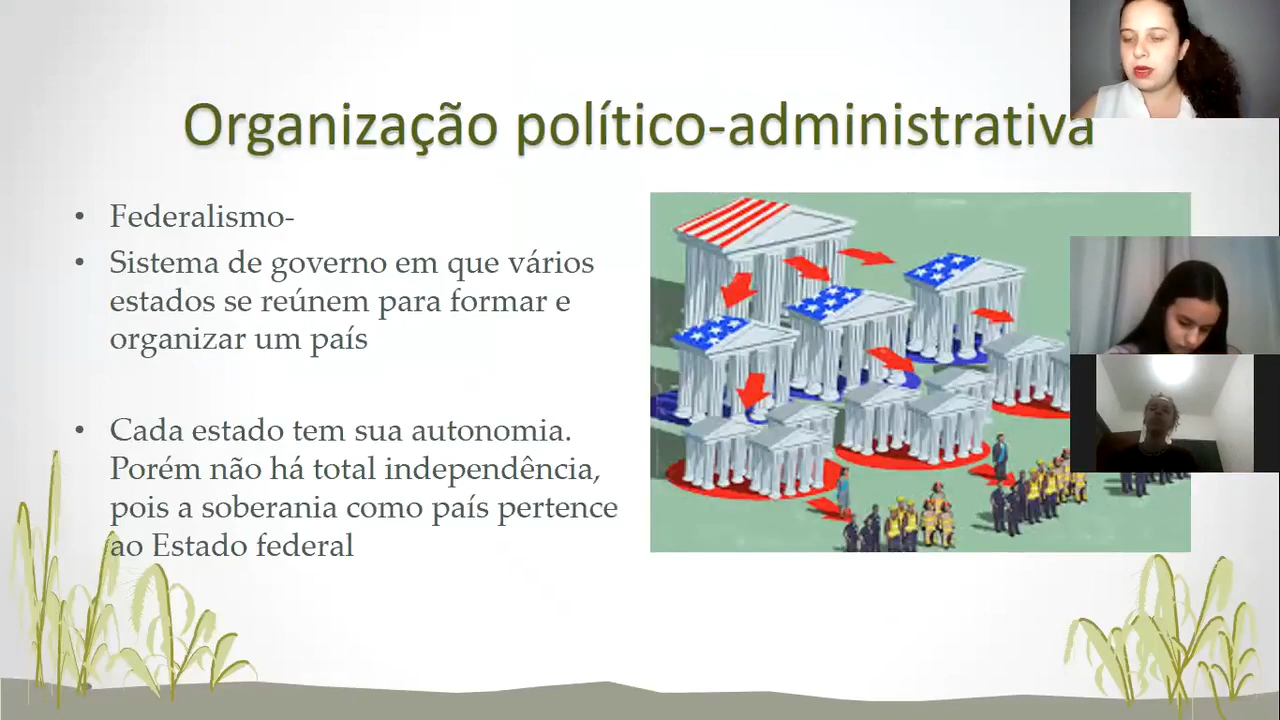 Organização político-administrativa
• Federalismo-
• Sistema de governo em que vários
estados se reúnem para formar e
organizar um país
• Cada estado tem sua autonomia.
Porém não há total independência,
pois a soberania como país pertence
ao Estado federal